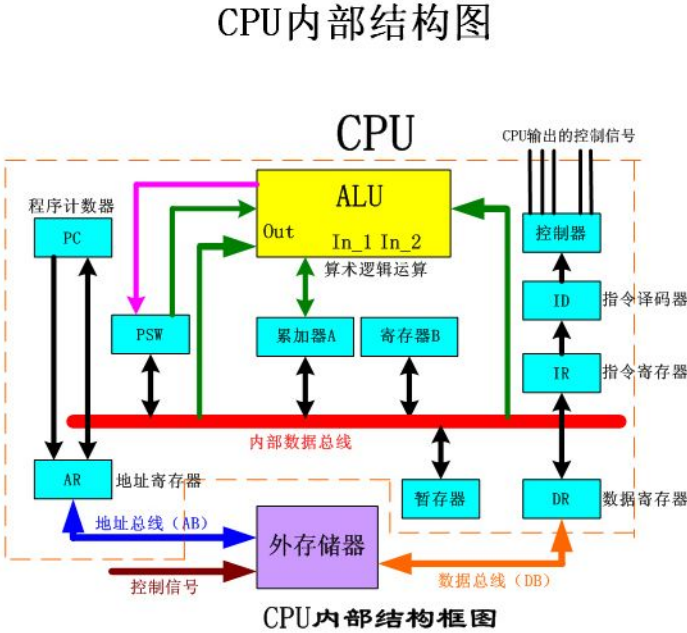 CPU内部结构图
CPU
CPU输出的控制信号
ALU
程序计数器
Out
PC
In_1 In_2
控制器
算术逻辑运算
ID
指令译码器
PSW
累加器A
寄存器B
IR
指令寄存器
内部数据总线
AR
地址寄存器
暂存器
DR
数据寄存器
地址总线（AB）
外存储器
控制信号
数据总线（DB）
CPU内部结构框图